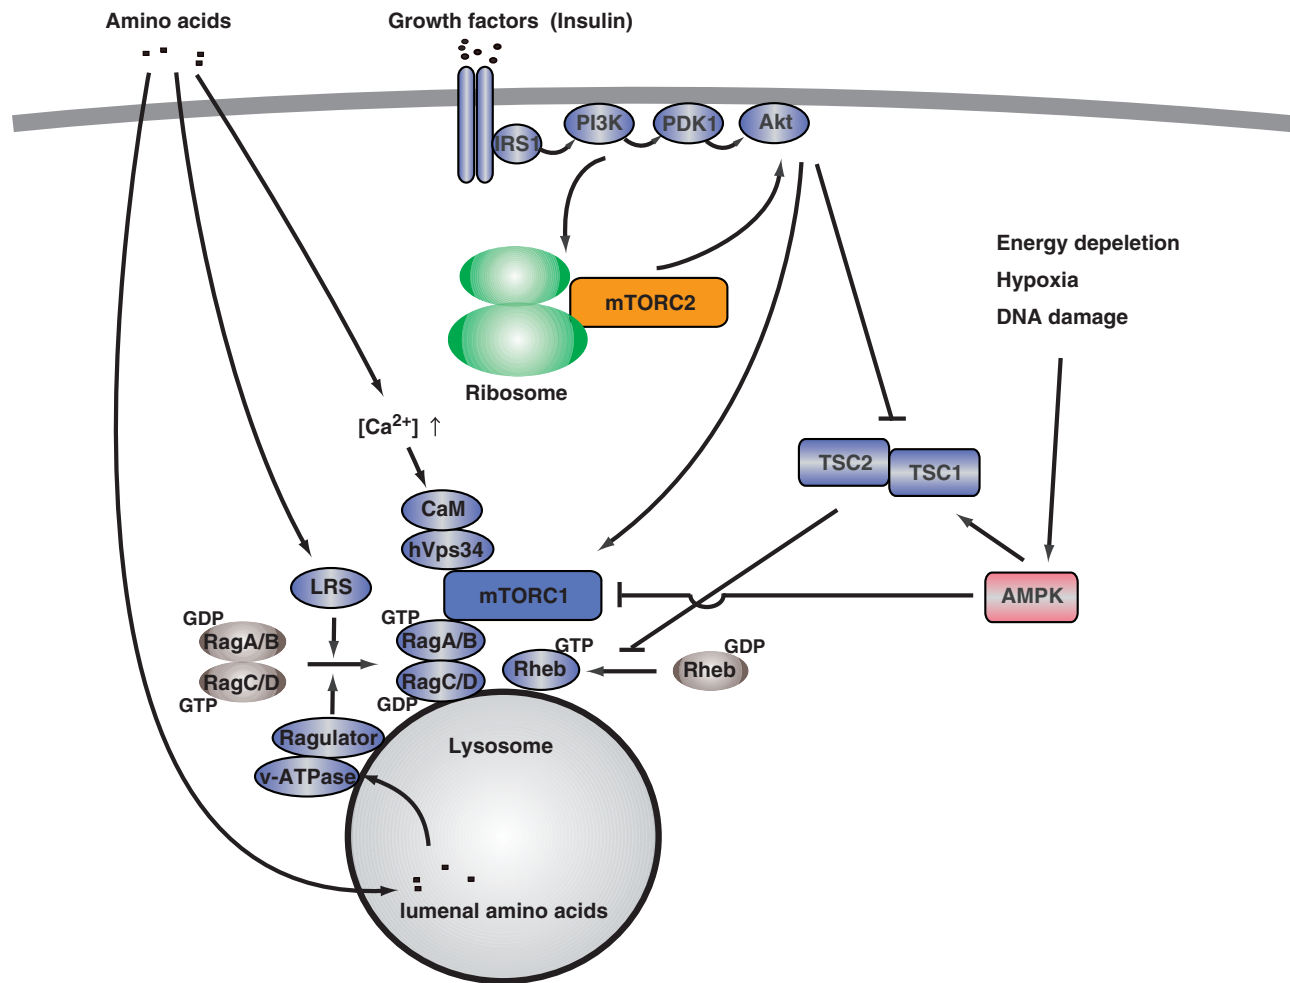 Amino acids
Growth factors (Insulin)
IRS1
PI3K
PDK1
Akt
Energy depeletion
Hypoxia
DNA damage
mTORC2
Ribosome
[Ca2+] ↑
TSC2
TSC1
CaM
hVps34
LRS
mTORC1
AMPK
GDP
RagA/B
RagC/D
GTP
GTP
RagA/B
RagC/D
GDP
GTP
Rheb
GDP
Rheb
Ragulator
v-ATPase
Lysosome
lumenal amino acids